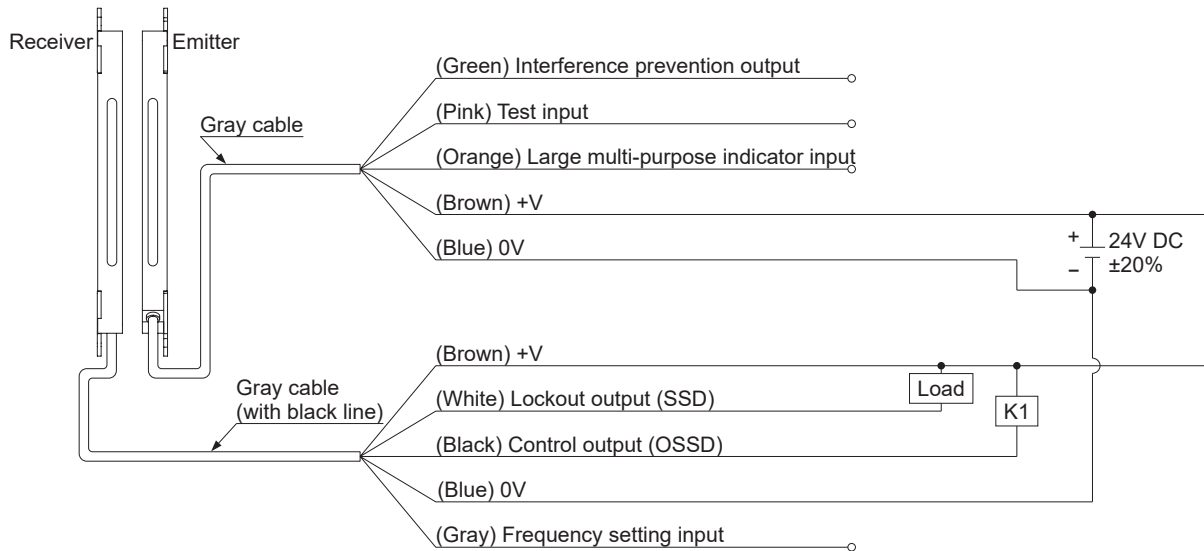 Receiver
Emitter
(Green) Interference prevention output
(Pink) Test input
Gray cable
(Orange) Large multi-purpose indicator input
(Brown) +V
(Blue) 0V
+
24V DC
−
±20%
(Brown) +V
Gray cable
(with black line)
(White) Lockout output (SSD)
Load
K1
(Black) Control output (OSSD)
(Blue) 0V
(Gray) Frequency setting input